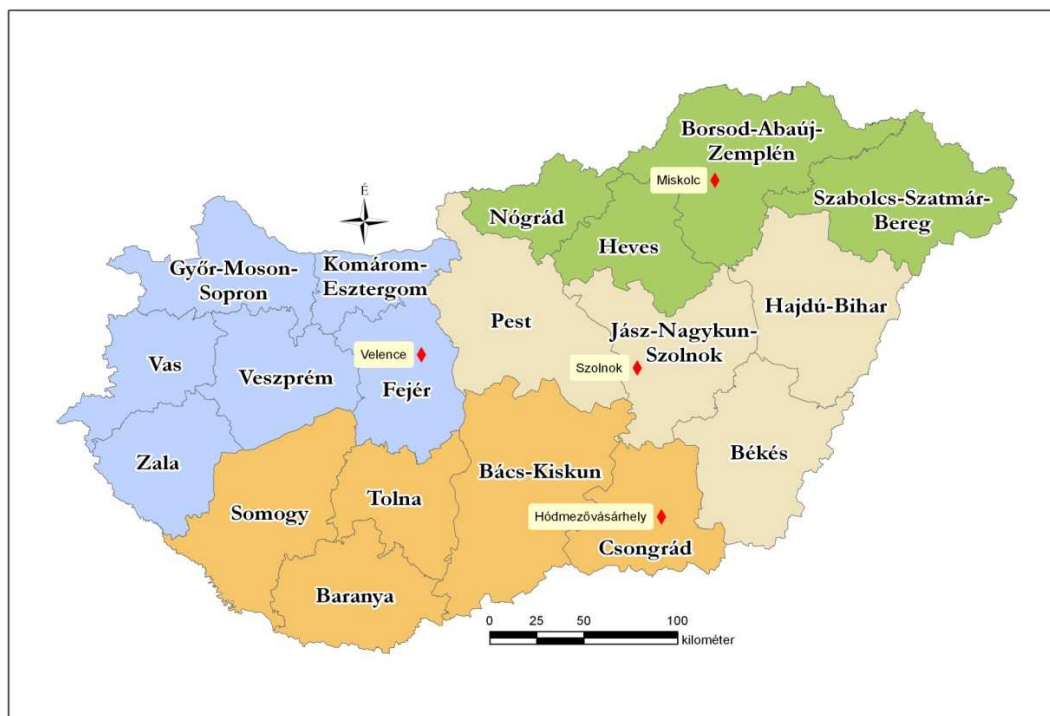 É
Borsod-Abaúj-
Zemplén
Miskolc
Szabolcs-Szatmár-
Bereg
Nógrád
Heves
Győr-Moson-
Sopron
Komárom-
Esztergom
Hajdú-Bihar
Pest
Jász-Nagykun-
Szolnok
Vas
Veszprém
Velence
Fejér
Szolnok
Zala
Békés
Somogy
Tolna
Bács-Kiskun
Hódmezővásárhely
Csongrád
Baranya
0 25 50 100
kilométer